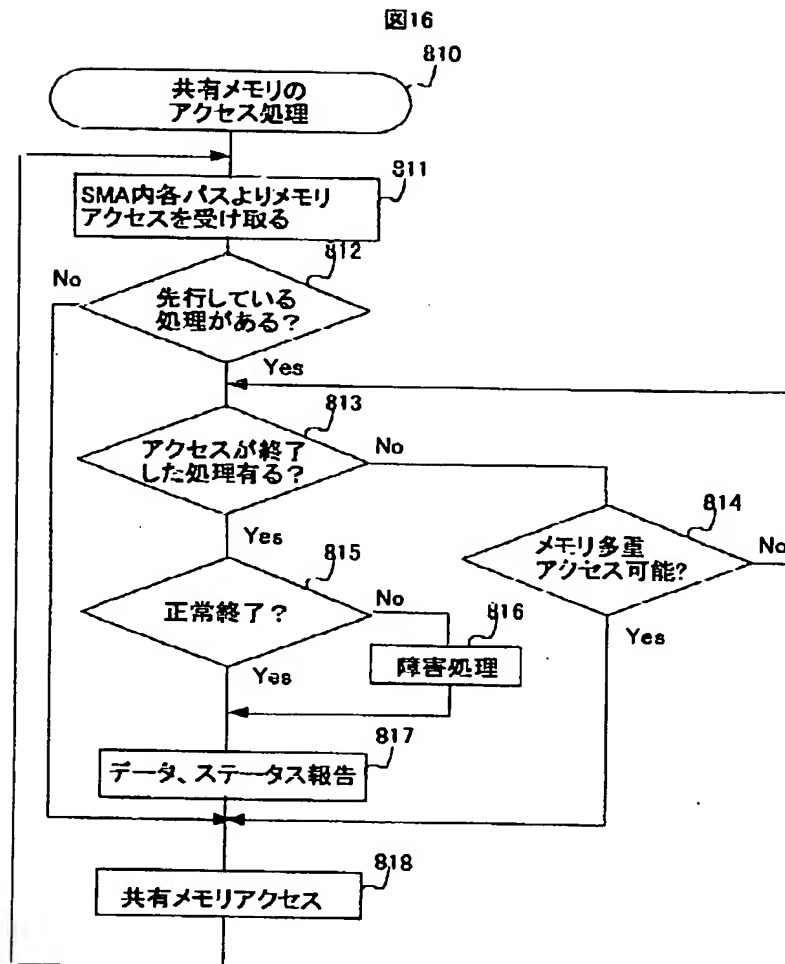 図16
810
共有メモリの
アクセス処理
811
SMA内各パスよりメモリ
アクセスを受け取る
812
No
先行している
処理がある?
Yes
813
アクセスが終了
した処理有る?
No
814
メモリ多重
アクセス可能?
No
Yes
Yes
815
正常終了?
No
816
障害処理
Yes
817
データ、ステータス報告
818
共有メモリアクセス